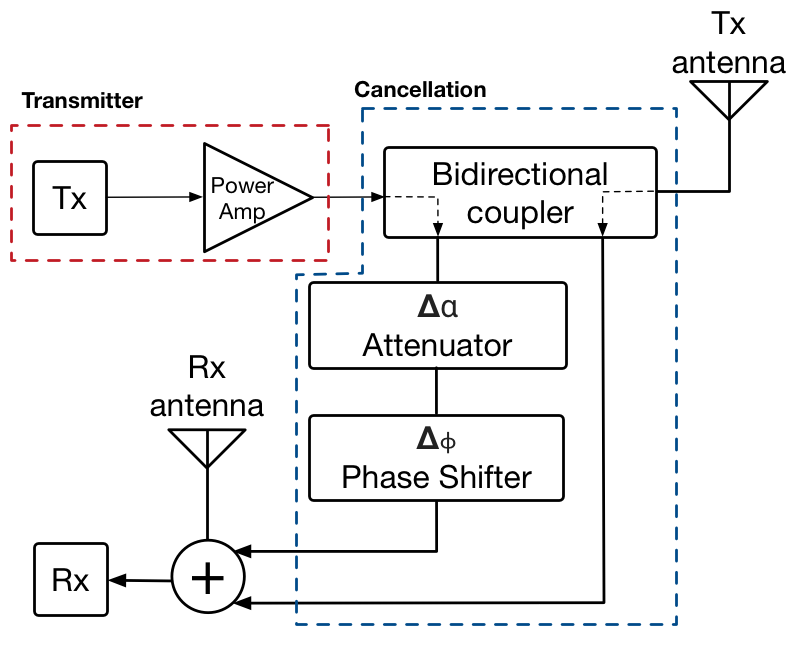 Tx
antenna
Cancellation
Transmitter
Tx
Power
Amp
Bidirectional
coupler
Δα
Attenuator
Rx
antenna
Δϕ
Phase Shifter
Rx
+